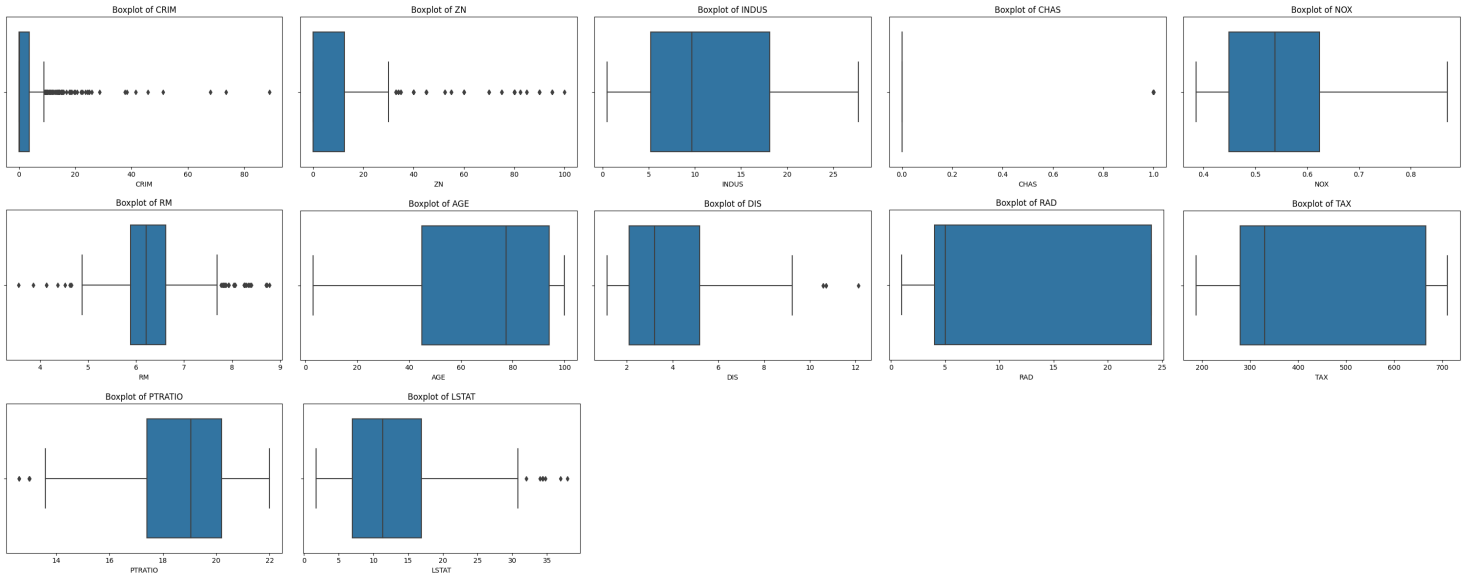 Boxplot of CRIM
0 20 40 60 80
CRIM
Boxplot of ZN
0 20 40 60 80 100
ZN
Boxplot of INDUS
0 5 10 15 20 25
INDUS
Boxplot of CHAS
0.0 0.2 0.4 0.6 0.8 1.0
CHAS
Boxplot of NOX
0.4 0.5 0.6 0.7 0.8
NOX
Boxplot of RM
4 5 6 7 8 9
RM
Boxplot of AGE
0 20 40 60 80 100
AGE
Boxplot of DIS
2 4 6 8 10 12
DIS
Boxplot of RAD
0 5 10 15 20 25
RAD
Boxplot of TAX
200 300 400 500 600 700
TAX
Boxplot of PTRATIO
14 16 18 20 22
PTRATIO
Boxplot of LSTAT
0 5 10 15 20 25 30 35
LSTAT